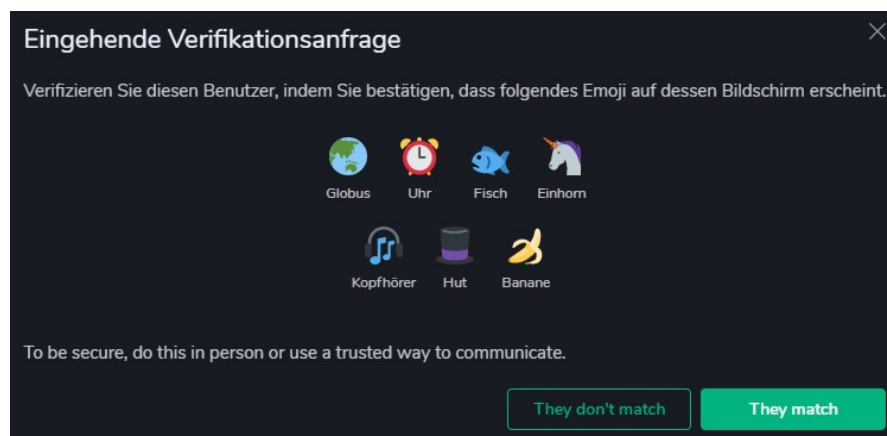 Eingehende Verifikationsanfrage
Verifizieren Sie diesen Benutzer, indem Sie bestätigen, dass folgendes Emoji auf dessen Bildschirm erscheint.
Globus Uhr Fisch Einhorn
Kopfhörer Hut Banane
To be secure, do this in person or use a trusted way to communicate.
They don't match They match